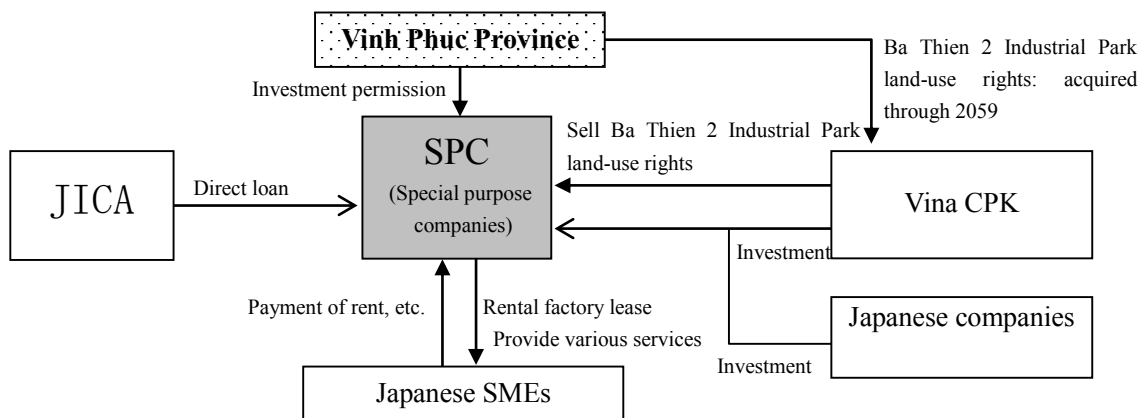 Vinh Phuc Province
Ba Thien 2 Industrial Park
land-use rights: acquired
through 2059
Investment permission
SPC
(Special purpose
companies)
Sell Ba Thien 2 Industrial Park
land-use rights
JICA
Direct loan
Vina CPK
Investment
Payment of rent, etc.
Rental factory lease
Provide various services
Japanese companies
Investment
Japanese SMEs